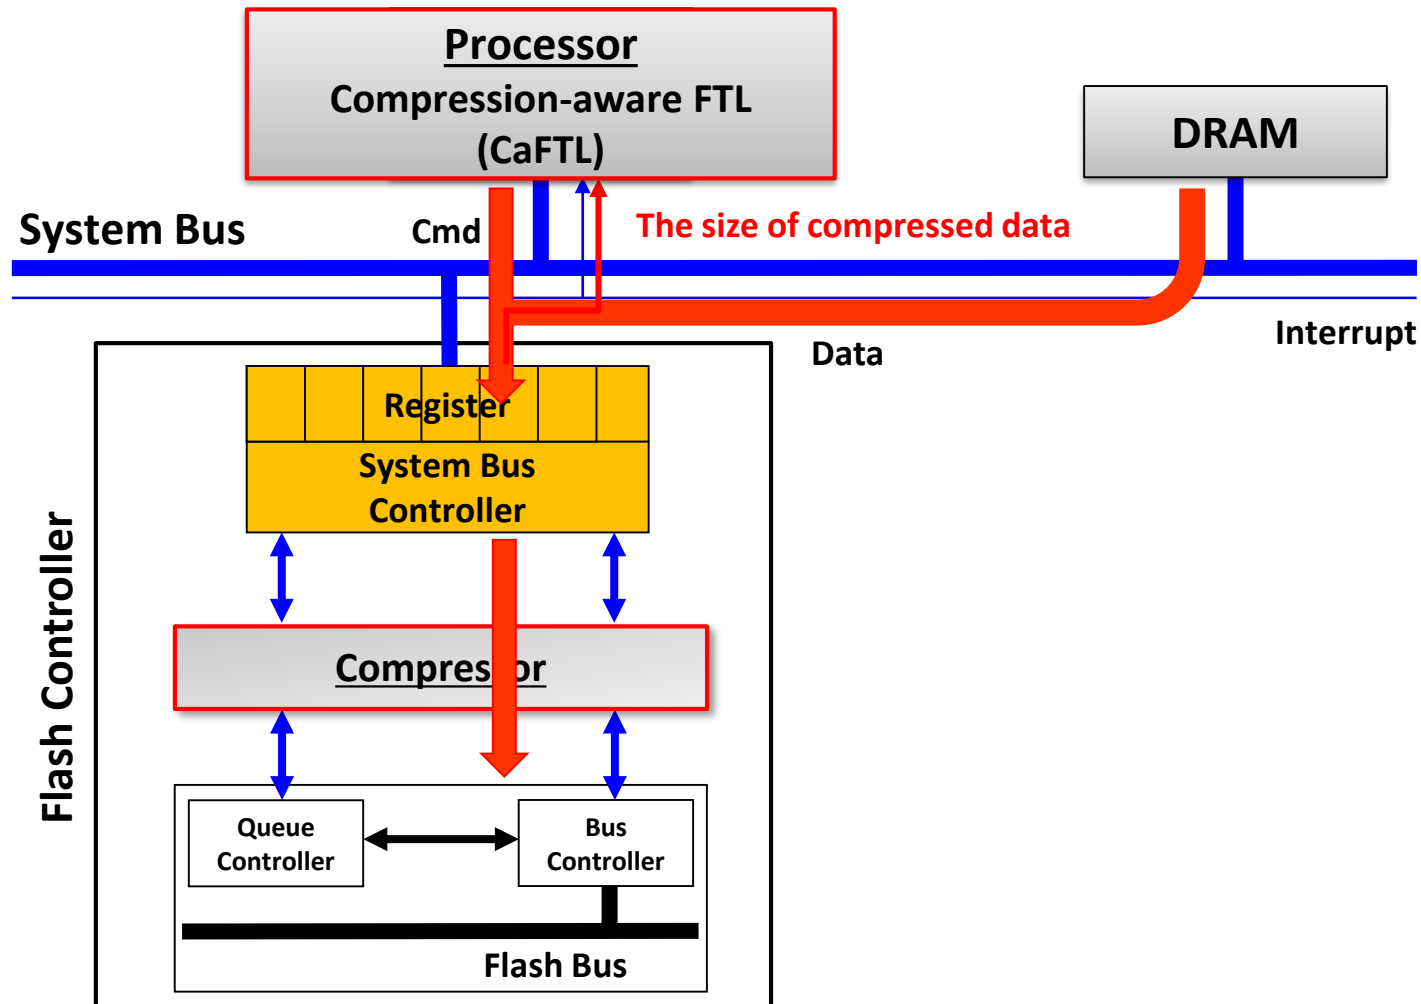 Processor
Compression-aware FTL
(CaFTL)
DRAM
System Bus
Cmd
The size of compressed data
Interrupt
Data
Register
System Bus
Controller
Flash Controller
Compressor
Queue
Controller
Bus
Controller
Flash Bus